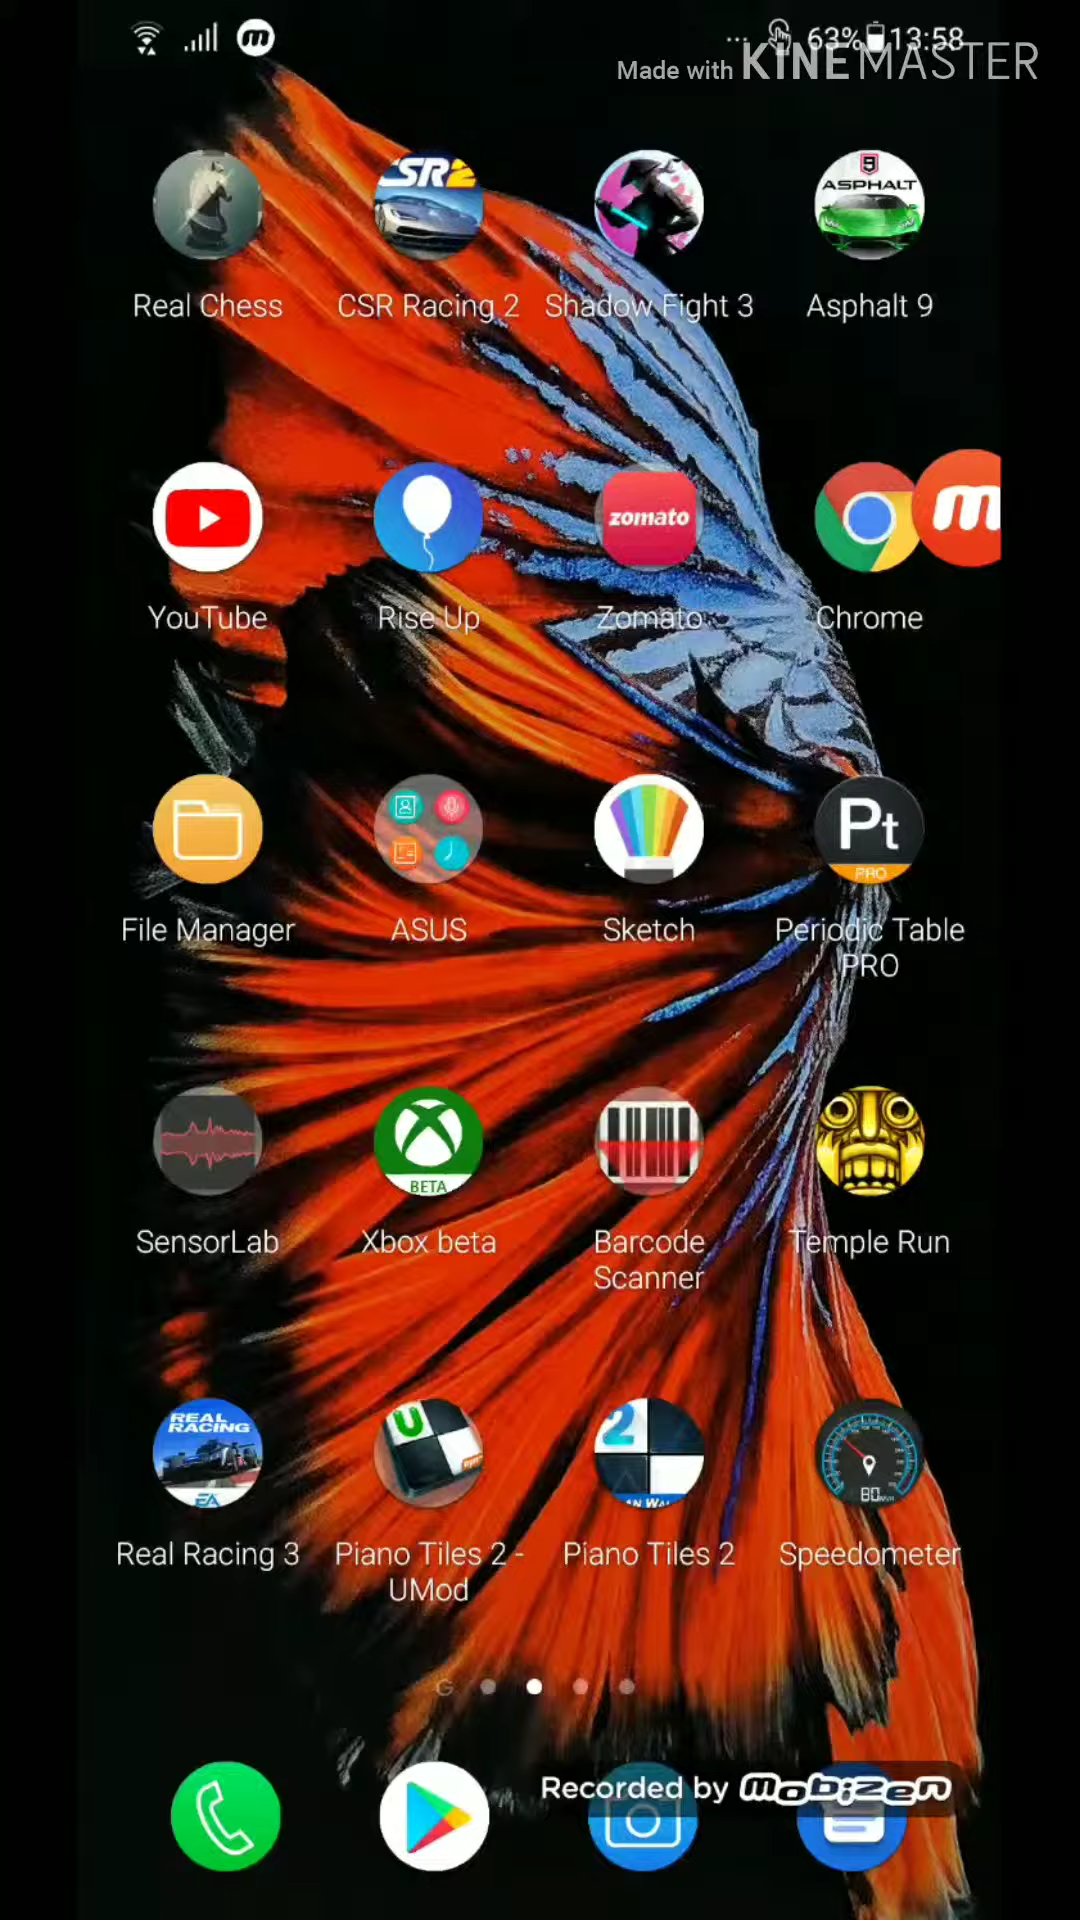 63% 13:58
Made with KINEMASTER
CSR2
9
ASPHALT
Real Chess
CSR Racing 2
Shadow Fight 3
Asphalt 9
zomato
m
YouTube
Rise Up
Zomato
Chrome
Pt
PRO
File Manager
ASUS
Sketch
Periodic Table
PRO
BETA
SensorLab
Xbox beta
Barcode
Scanner
Temple Run
REAL
RACING
EA
U
2
80
Real Racing 3
Piano Tiles 2 -
UMod
Piano Tiles 2
Speedometer
G
Recorded by mobizen